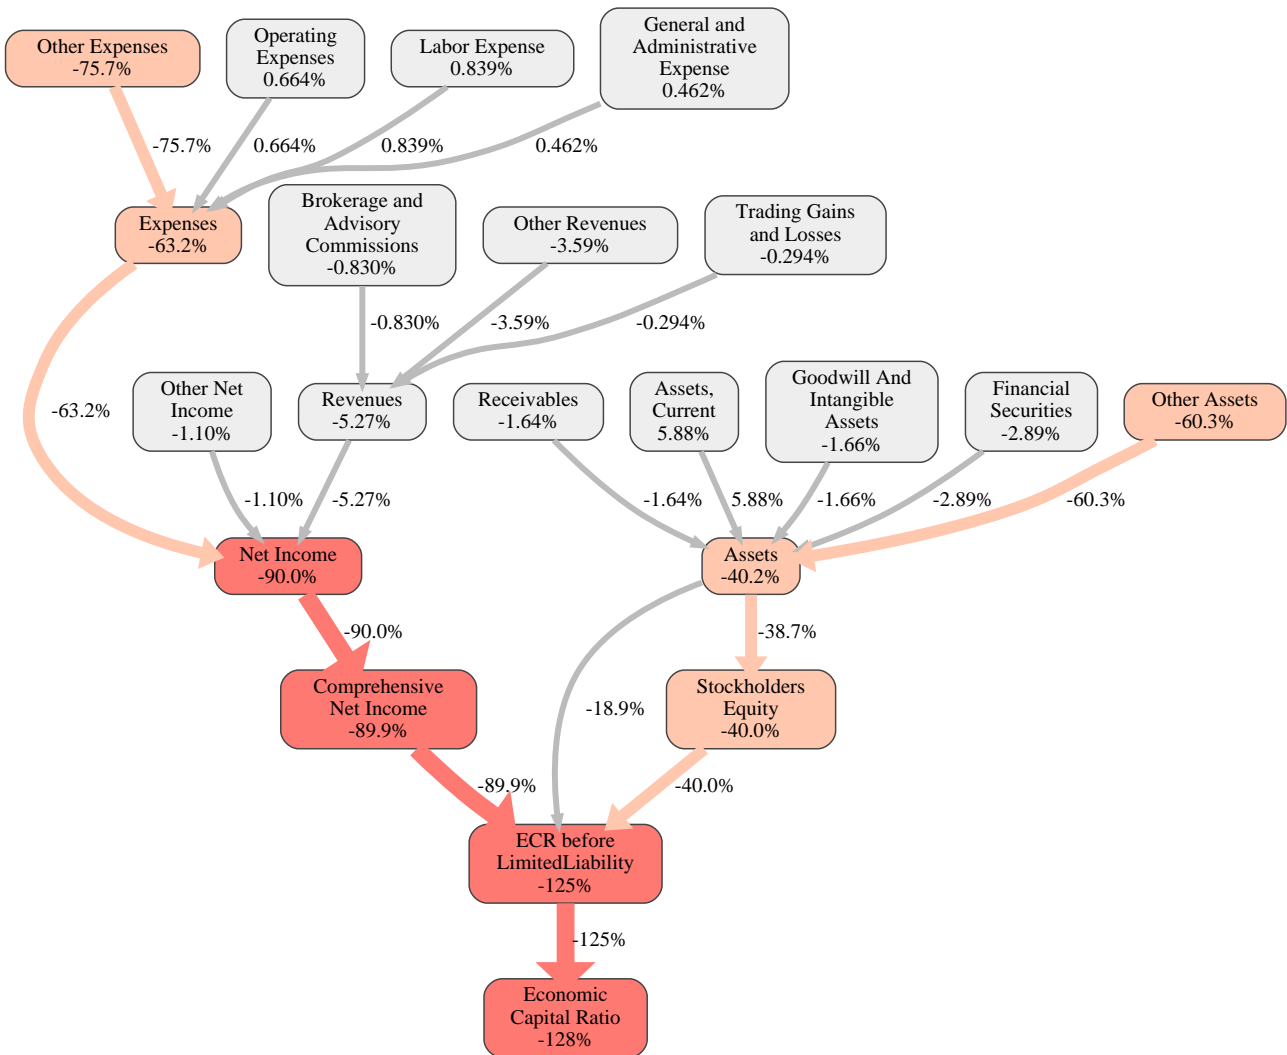 Other Expenses
-75.7%
Operating
Expenses
0.664%
Labor Expense
0.839%
General and
Administrative
Expense
0.462%
-75.7%
0.664%
0.839%
0.462%
Expenses
-63.2%
Brokerage and
Advisory
Commissions
-0.830%
Other Revenues
-3.59%
Trading Gains
and Losses
-0.294%
-0.830%
-3.59%
-0.294%
-63.2%
Other Net
Income
-1.10%
Revenues
-5.27%
Receivables
-1.64%
Assets,
Current
5.88%
Goodwill And
Intangible
Assets
-1.66%
Financial
Securities
-2.89%
Other Assets
-60.3%
-1.10%
-5.27%
-1.64%
5.88%
-1.66%
-2.89%
-60.3%
Net Income
-90.0%
Assets
-40.2%
-90.0%
-38.7%
Comprehensive
Net Income
-89.9%
-18.9%
Stockholders
Equity
-40.0%
-89.9%
-40.0%
ECR before
LimitedLiability
-125%
-125%
Economic
Capital Ratio
-128%